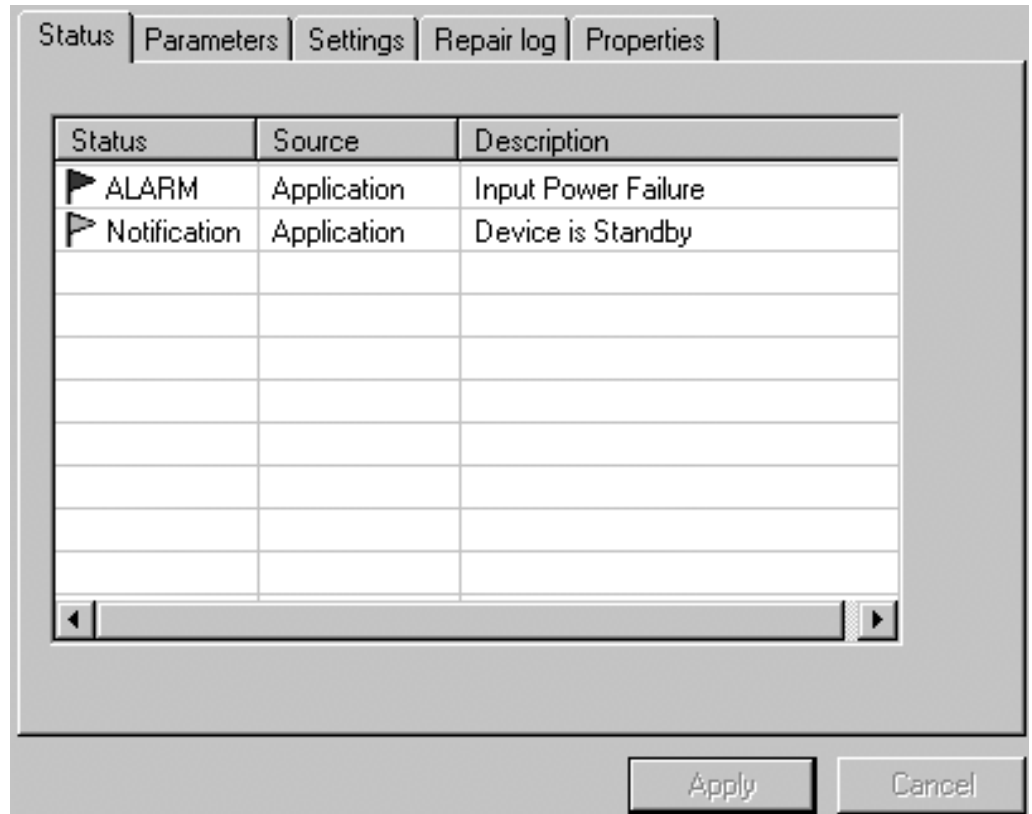 Status Parameters Settings Repair log Properties
Status Source Description
ALARM Application Input Power Failure
Notification Application Device is Standby
Apply Cancel